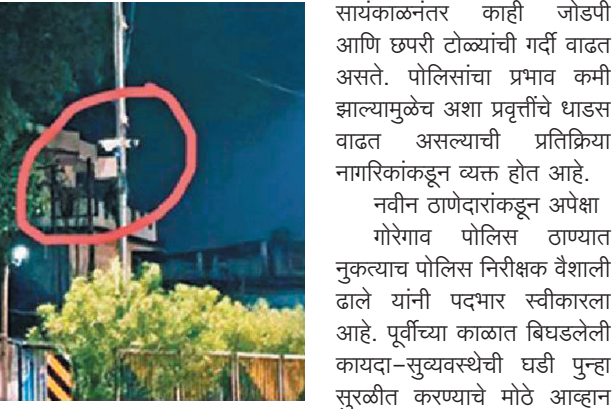 सायंकाळनंतर काही जोडपी
आणि छपरी टोळ्यांची गर्दी वाढत
असते. पोलिसांचा प्रभाव कमी
झाल्यामुळेच अशा प्रवृत्तींचे धाडस
वाढत असल्याची प्रतिक्रिया
नागरिकांकडून व्यक्त होत आहे.
नवीन ठाणेदारांकडून अपेक्षा
गोरेगाव पोलिस ठाण्यात
नुकत्याच पोलिस निरीक्षक वैशाली
ढाले यांनी पदभार स्वीकारला
आहे. पूर्वीच्या काळात बिघडलेली
कायदा-सुव्यवस्थेची घडी पुन्हा
सुरळीत करण्याचे मोठे आव्हान